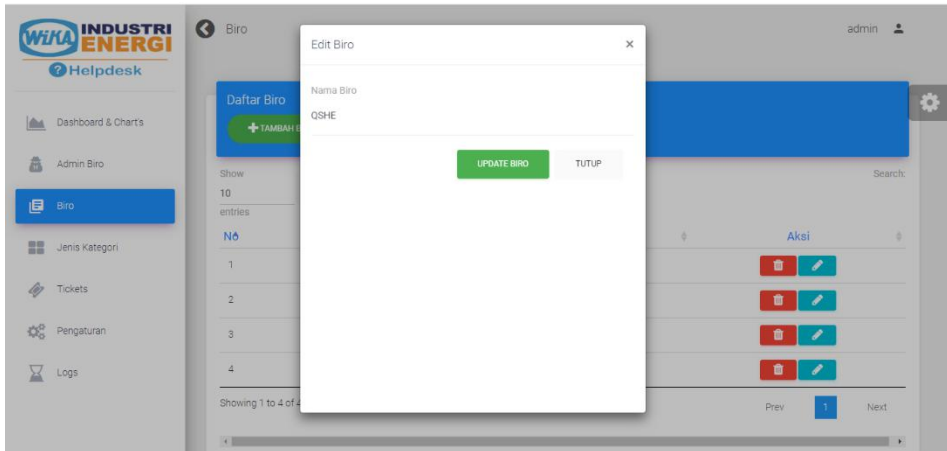 WiKA INDUSTRI ENERGI
?Helpdesk
Dashboard & Chart's
Admin Biro
Biro
Jenis Kategori
Tickets
Pengaturan
Logs
Biro
admin
Daftar Biro
+TAMBAH
Edit Biro
×
Nama Biro
QSHE
UPDATE BIRO
TUTUP
Show
10
entries
Search:
Aksi
1
2
3
4
Showing 1 to 4 of
Prev
1
Next